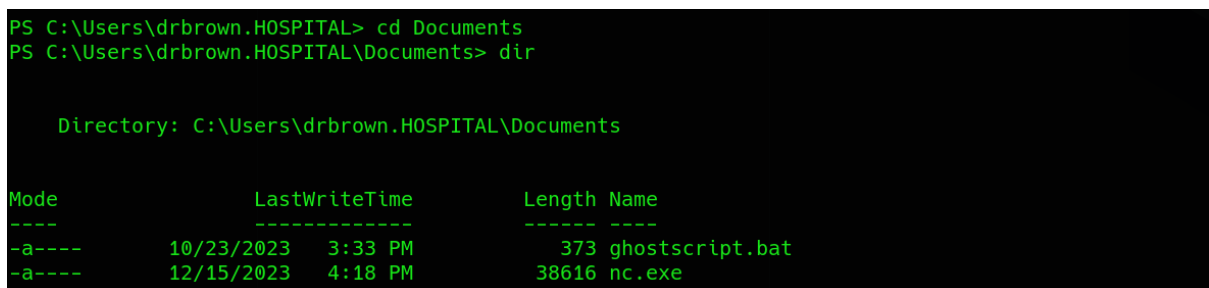 PS C:\Users\drbrown.HOSPITAL> cd Documents
PS C:\Users\drbrown.HOSPITAL\Documents> dir
Directory: C:\Users\drbrown.HOSPITAL\Documents
Mode LastWriteTime Length Name
---- ------------- ------ ----
-a---- 10/23/2023 3:33 PM 373 ghostscript.bat
-a---- 12/15/2023 4:18 PM 38616 nc.exe